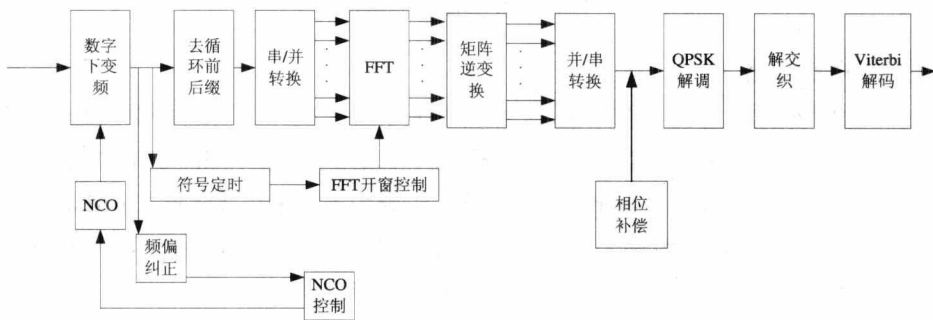 数字
下变
频
去循
环前
后缀
串/并
转换
FFT
矩阵
逆变
换
并/串
转换
QPSK
解调
解交
织
Viterbi
解码
符号定时
FFT开窗控制
NCO
相位
补偿
频偏
纠正
NCO
控制